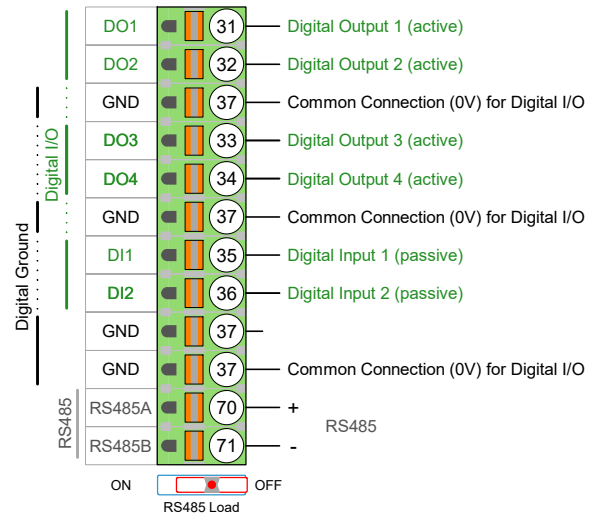 DO1 31 Digital Output 1 (active)
DO2 32 Digital Output 2 (active)
GND 37 Common Connection (0V) for Digital I/O
DO3 33 Digital Output 3 (active)
DO4 34 Digital Output 4 (active)
GND 37 Common Connection (0V) for Digital I/O
DI1 35 Digital Input 1 (passive)
DI2 36 Digital Input 2 (passive)
GND 37
GND 37 Common Connection (0V) for Digital I/O
RS485A 70 +
RS485
RS485B 71 -
Digital I/O
Digital Ground
RS485
ON OFF
RS485 Load